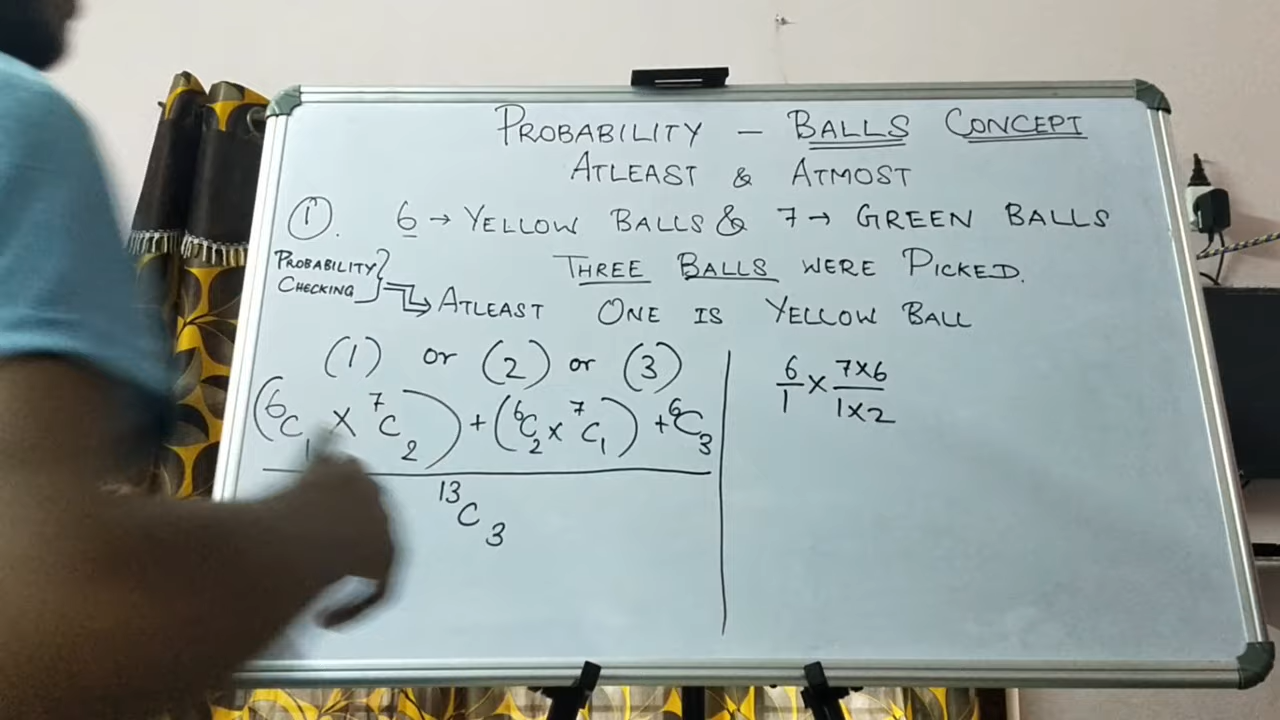 PROBABILITY – BALLS CONCEPT
ATLEAST & ATMOST
① . 6 → YELLOW BALLS & 7 → GREEN BALLS
PROBABILITY CHECKING } THREE BALLS WERE PICKED.
→ ATLEAST ONE IS YELLOW BALL
(1) or (2) or (3)
(⁶C₁ × ⁷C₂) + (⁶C₂ × ⁷C₁) + ⁶C₃
¹³C₃
6/1 × 7×6/1×2